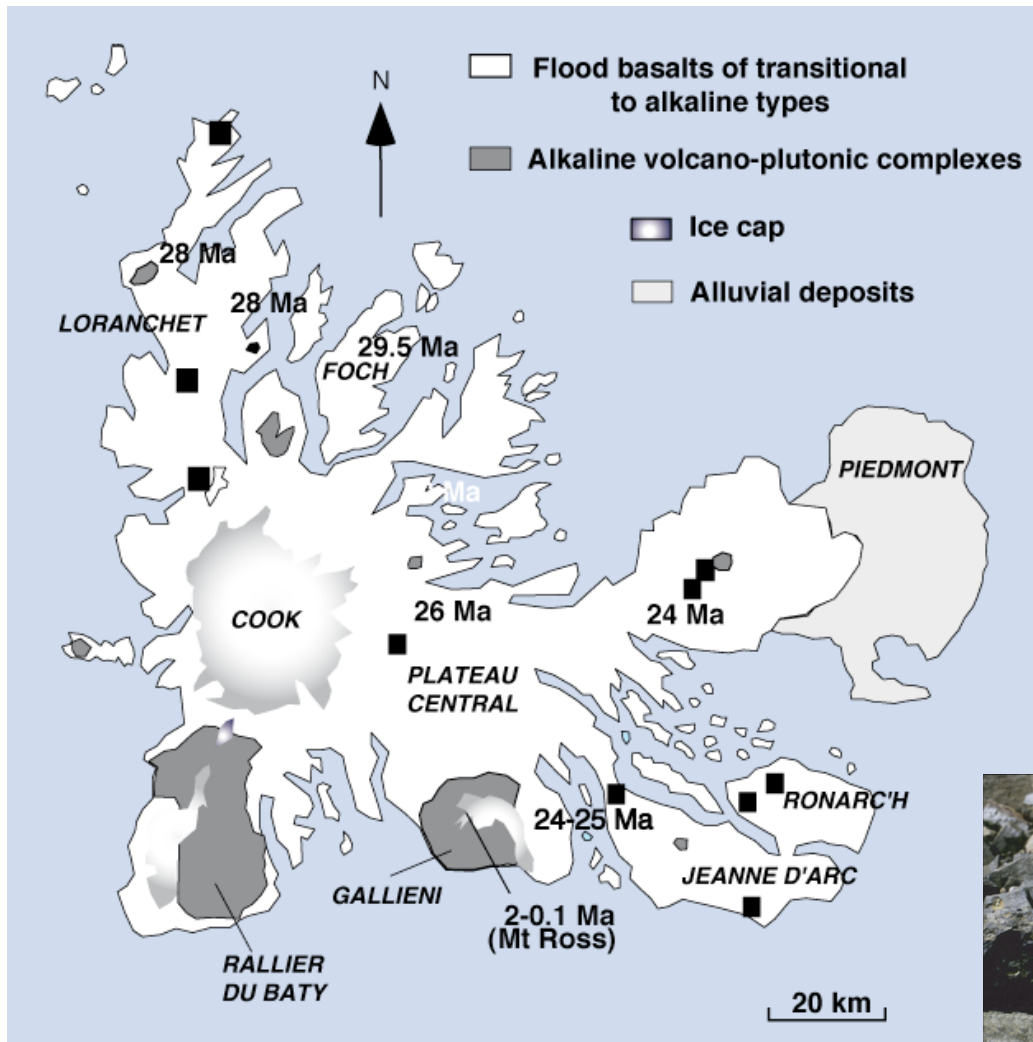 Flood basalts of transitional
to alkaline types
N
Alkaline volcano-plutonic complexes
Ice cap
28 Ma
Alluvial deposits
28 Ma
LORANCHET
29.5 Ma
FOCH
PIEDMONT
Ma
26 Ma
24 Ma
COOK
PLATEAU
CENTRAL
RONARC'H
24-25 Ma
JEANNE D'ARC
GALLIENI
2-0.1 Ma
(Mt Ross)
RALLIER
DU BATY
20 km